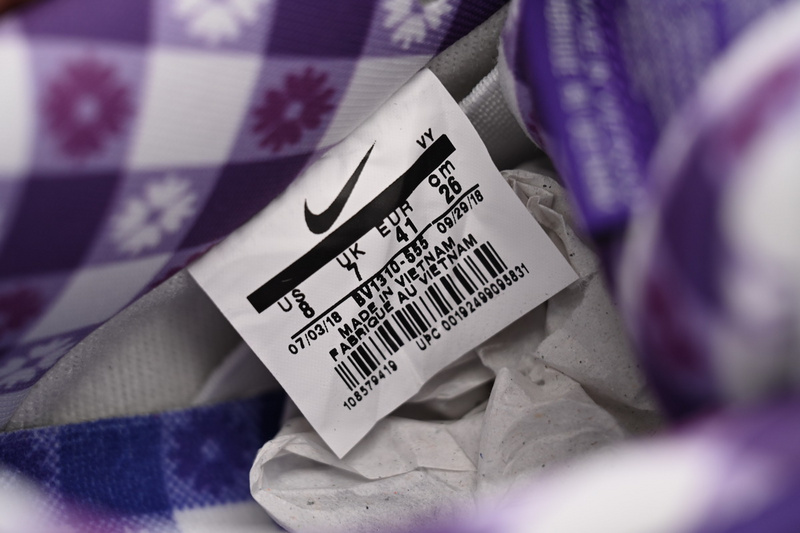 VY
US UK EUR cm
8 7 41 26
07/03/18 BV1310-555 09/29/18
MADE IN VIETNAM
FABRIQUE AU VIETNAM
108579419 UPC 00192499095831